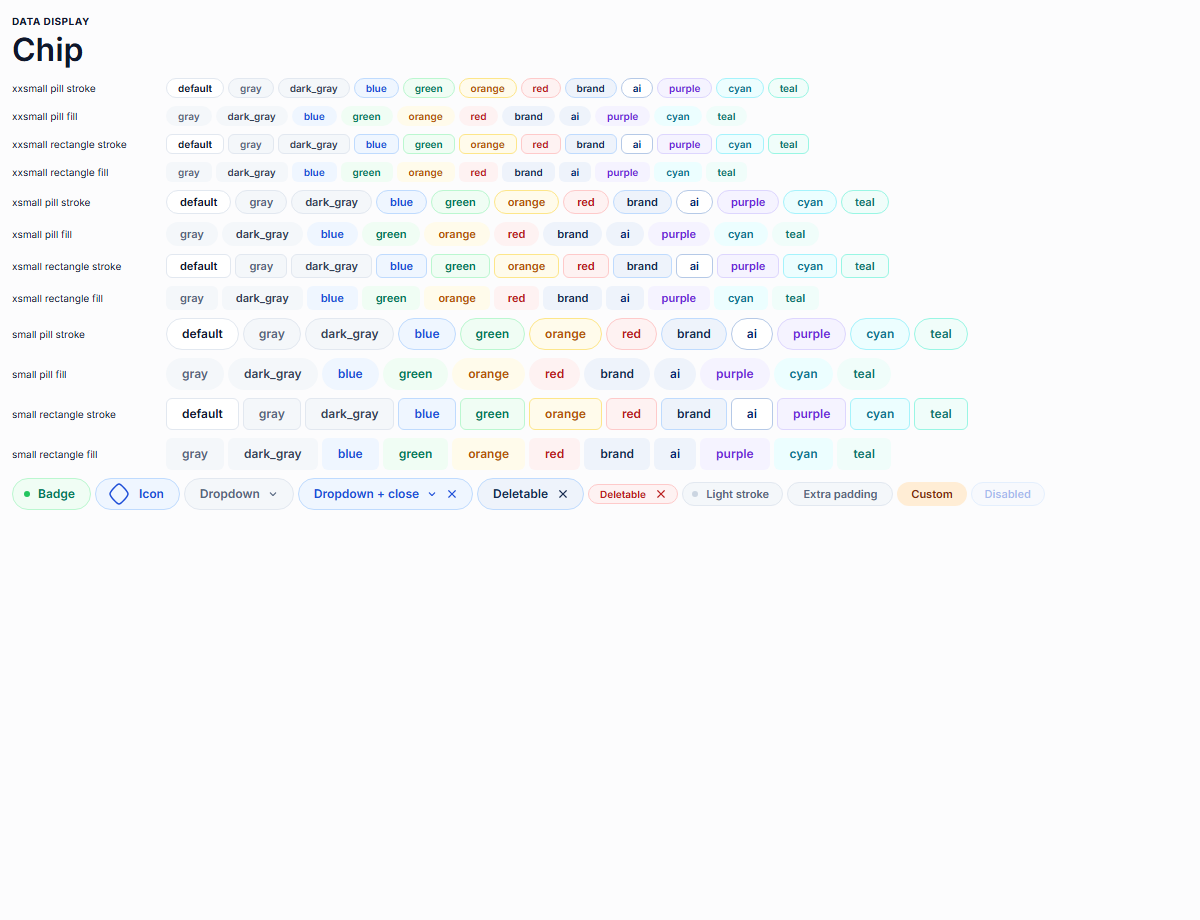 DATA DISPLAY
Chip
xxsmall pill stroke default gray dark_gray blue green orange red brand ai purple cyan teal
xxsmall pill fill gray dark_gray blue green orange red brand ai purple cyan teal
xxsmall rectangle stroke default gray dark_gray blue green orange red brand ai purple cyan teal
xxsmall rectangle fill gray dark_gray blue green orange red brand ai purple cyan teal
xsmall pill stroke default gray dark_gray blue green orange red brand ai purple cyan teal
xsmall pill fill gray dark_gray blue green orange red brand ai purple cyan teal
xsmall rectangle stroke default gray dark_gray blue green orange red brand ai purple cyan teal
xsmall rectangle fill gray dark_gray blue green orange red brand ai purple cyan teal
small pill stroke default gray dark_gray blue green orange red brand ai purple cyan teal
small pill fill gray dark_gray blue green orange red brand ai purple cyan teal
small rectangle stroke default gray dark_gray blue green orange red brand ai purple cyan teal
small rectangle fill gray dark_gray blue green orange red brand ai purple cyan teal
Badge Icon Dropdown Dropdown + close Deletable Deletable Light stroke Extra padding Custom Disabled